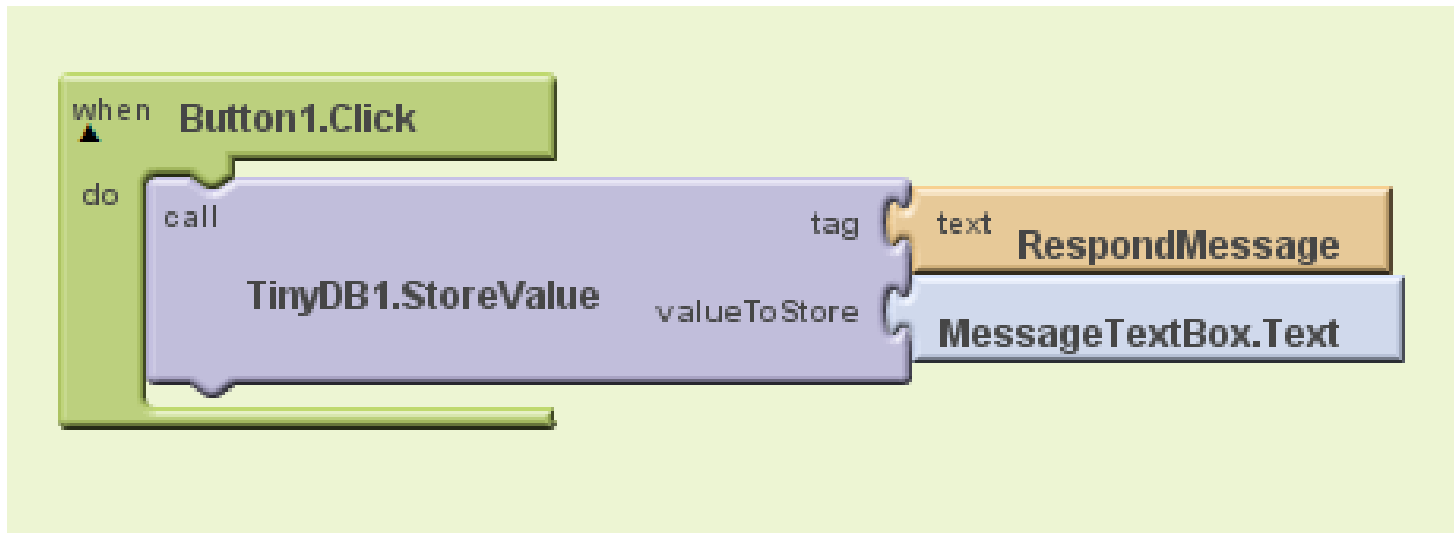 when Button1.Click
do
call
tag
text RespondMessage
TinyDB1.StoreValue
valueToStore
MessageTextBox.Text